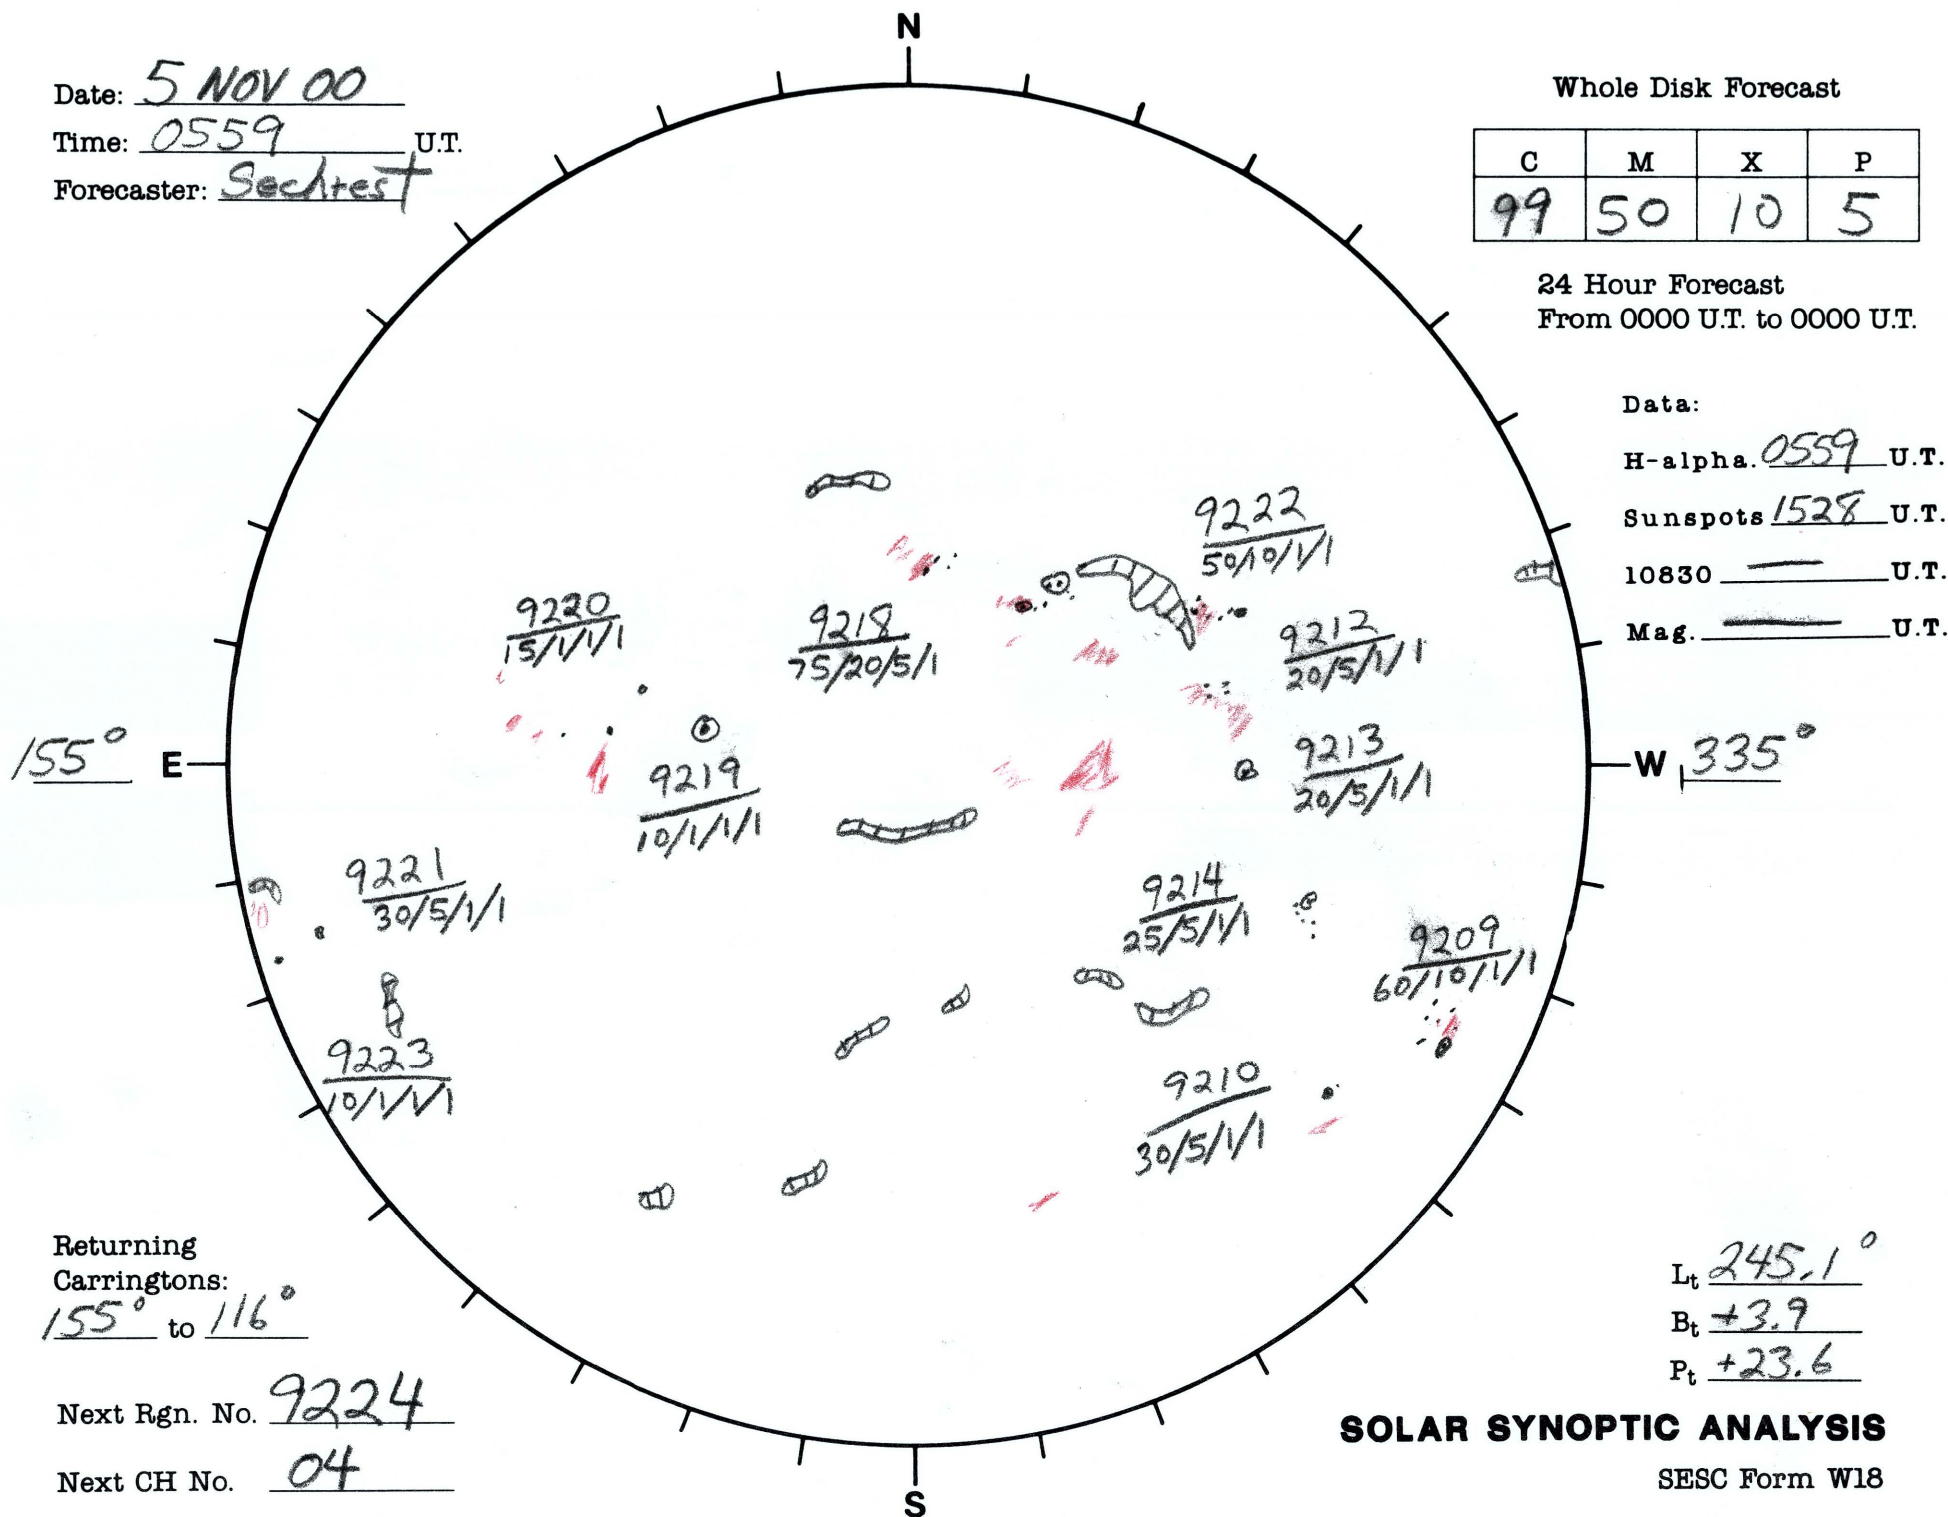 N
Date: 5 NOV 00
Time: 0559 U.T.
Forecaster: Sechrest
Whole Disk Forecast
C M X P
99 50 10 5
24 Hour Forecast
From 0000 U.T. to 0000 U.T.
Data:
H-alpha. 0559 U.T.
Sunspots 1528 U.T.
10830 — U.T.
Mag. — U.T.
9222
50/10/1/1
9220
15/1/1/1
9218
75/20/5/1
9212
20/5/1/1
155° E
W 335°
9219
10/1/1/1
9213
20/5/1/1
9221
30/5/1/1
9214
25/5/1/1
9209
60/10/1/1
9223
10/1/1/1
9210
30/5/1/1
Returning
Carringtons:
155° to 116°
Next Rgn. No. 9224
Next CH No. 04
S
Lt 245.1°
Bt +3.9
Pt +23.6
SOLAR SYNOPTIC ANALYSIS
SESC Form W18